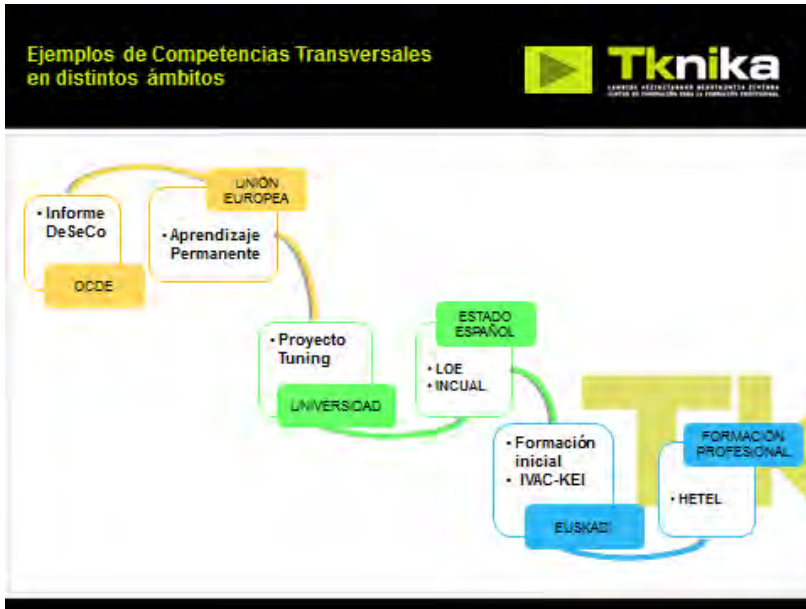 Ejemplos de Competencias Transversales
en distintos ámbitos
Tknika
UNIÓN
EUROPEA
• Informe
DeSeCo
• Aprendizaje
Permanente
OCDE
• Proyecto
Tuning
UNIVERSIDAD
ESTADO
ESPAÑOL
• LOE
• INCUAL
• Formación
inicial
• IVAC-KEI
EUSKADI
FORMACIÓN
PROFESIONAL
• HETEL